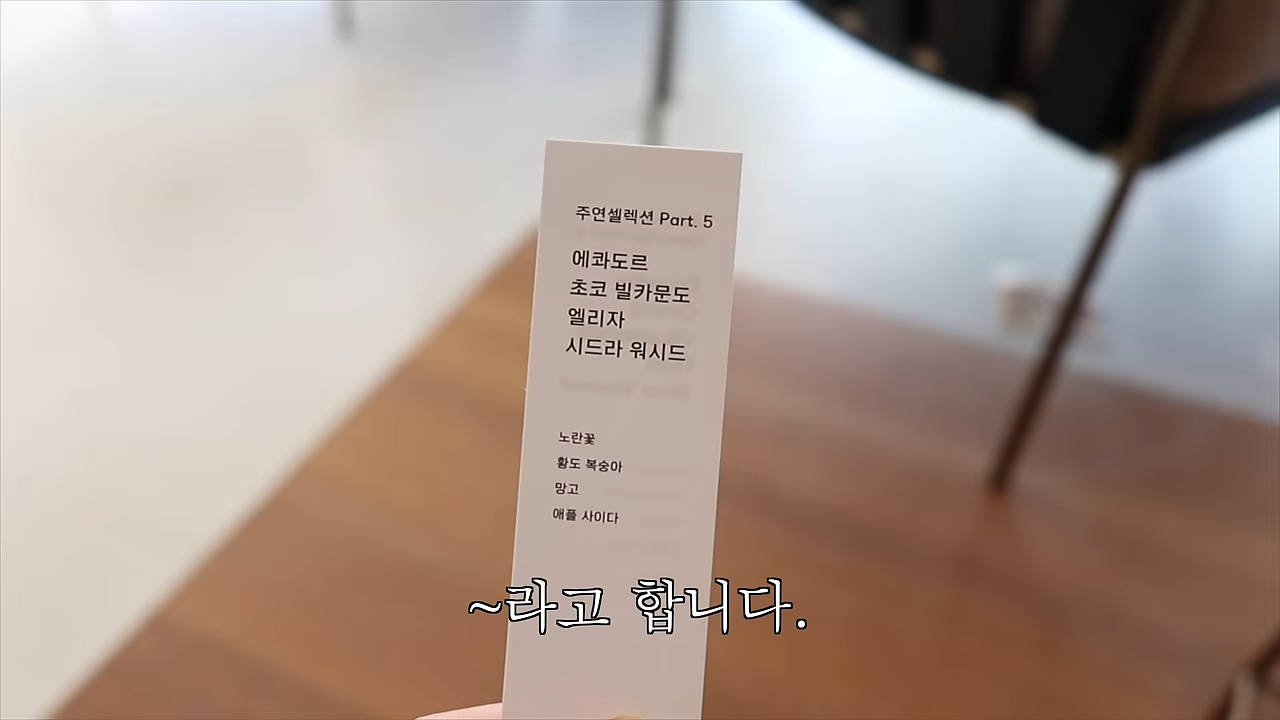 주연셀렉션 Part. 5
에콰도르
초코 빌카문도
엘리자
시드라 워시드
노란꽃
황도 복숭아
망고
애플 사이다
~라고 합니다.